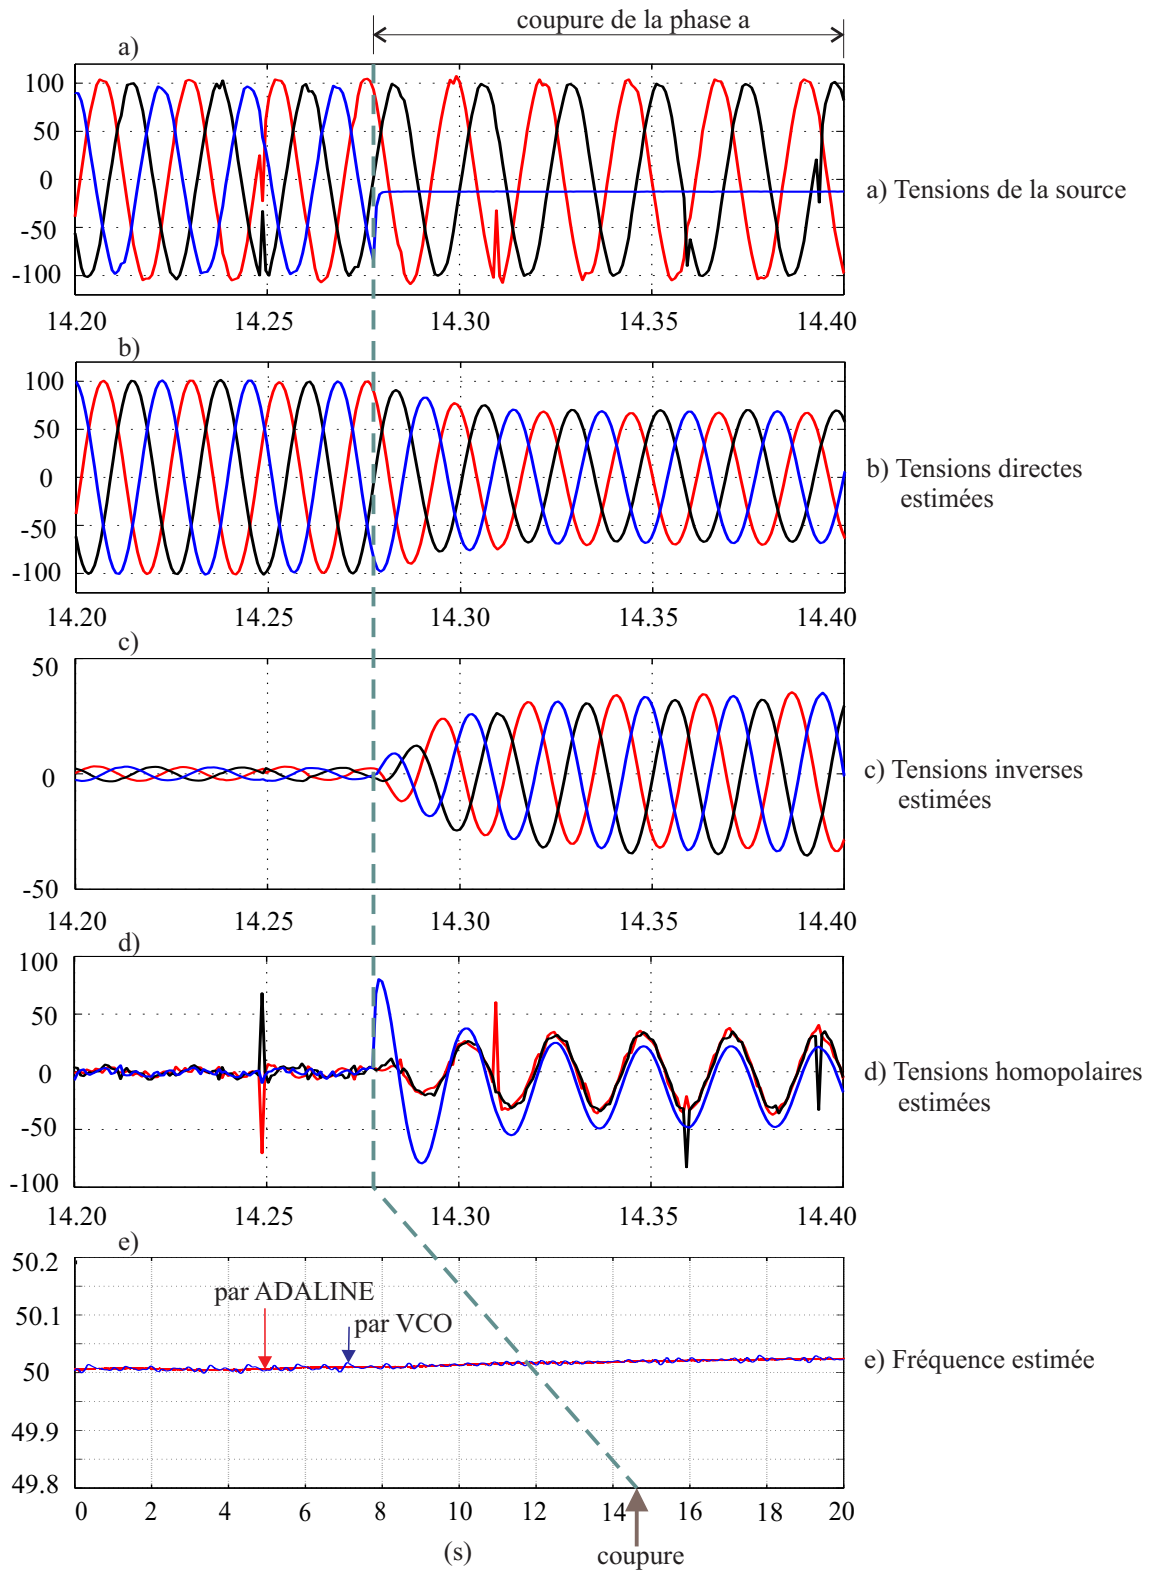 coupure de la phase a
a)
100
50
0
-50
-100
14.20 14.25 14.30 14.35 14.40
a) Tensions de la source
b)
100
50
0
-50
-100
14.20 14.25 14.30 14.35 14.40
b) Tensions directes
estimées
c)
50
0
-50
14.20 14.25 14.30 14.35 14.40
c) Tensions inverses
estimées
d)
100
50
0
-50
-100
14.20 14.25 14.30 14.35 14.40
d) Tensions homopolaires
estimées
e)
50.2
50.1
50
49.9
49.8
par ADALINE
par VCO
0 2 4 6 8 10 12 14 16 18 20
e) Fréquence estimée
(s)
coupure